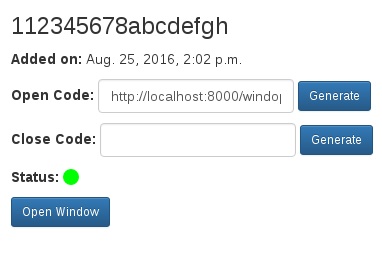 112345678abcdefgh
Added on: Aug. 25, 2016, 2:02 p.m.
Open Code: http://localhost:8000/windo Generate
Close Code: Generate
Status:
Open Window